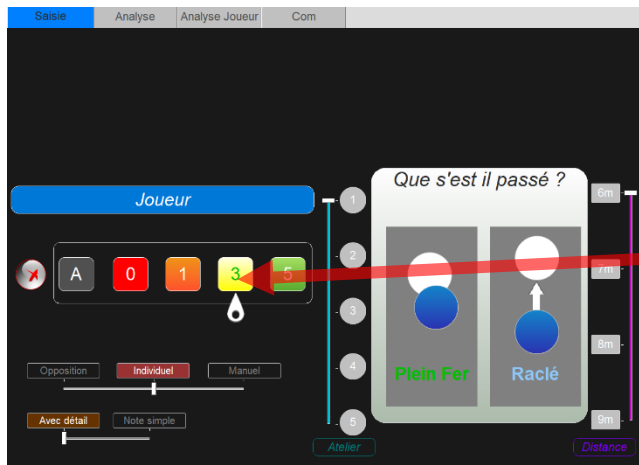 Saisie
Analyse
Analyse Joueur
Com
Que s'est il passé ?
Joueur
A
0
1
3
5
Plein Fer
Raclé
1
2
3
4
5
6m
7m
8m
9m
Opposition
Individuel
Manuel
Avec détail
Note simple
Atelier
Distance